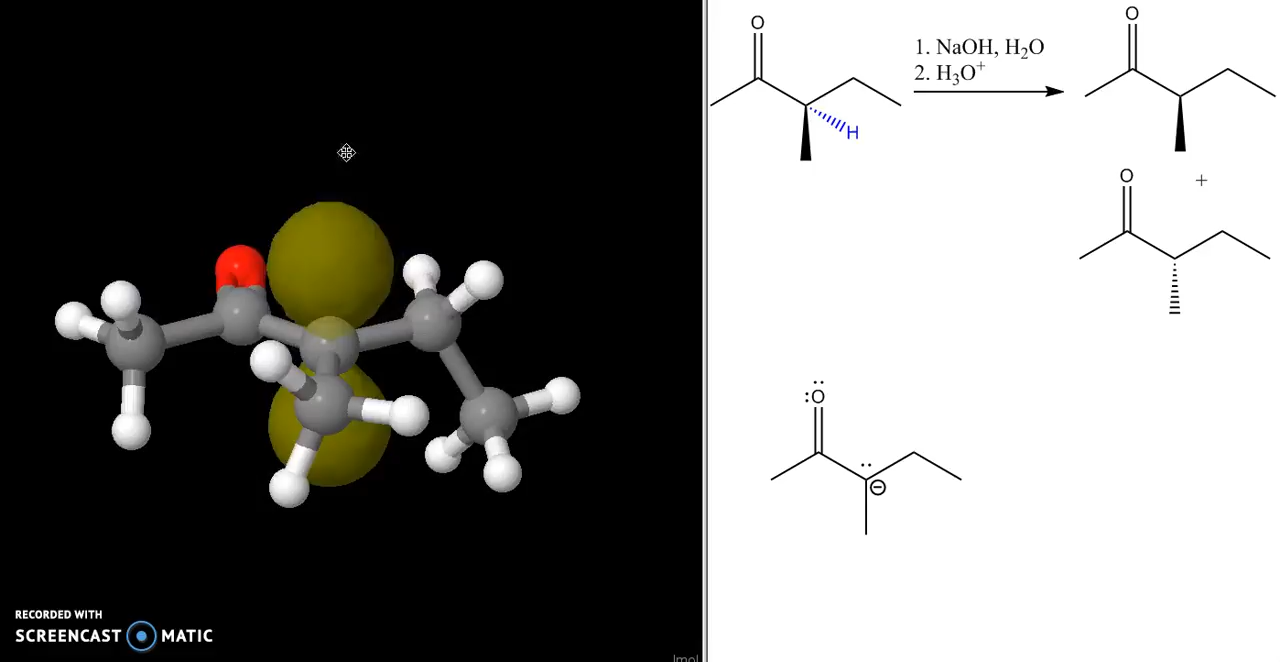 O
1. NaOH, H₂O
2. H₃O⁺
H
O
+
O
:O
RECORDED WITH
SCREENCAST MATIC
Jmol